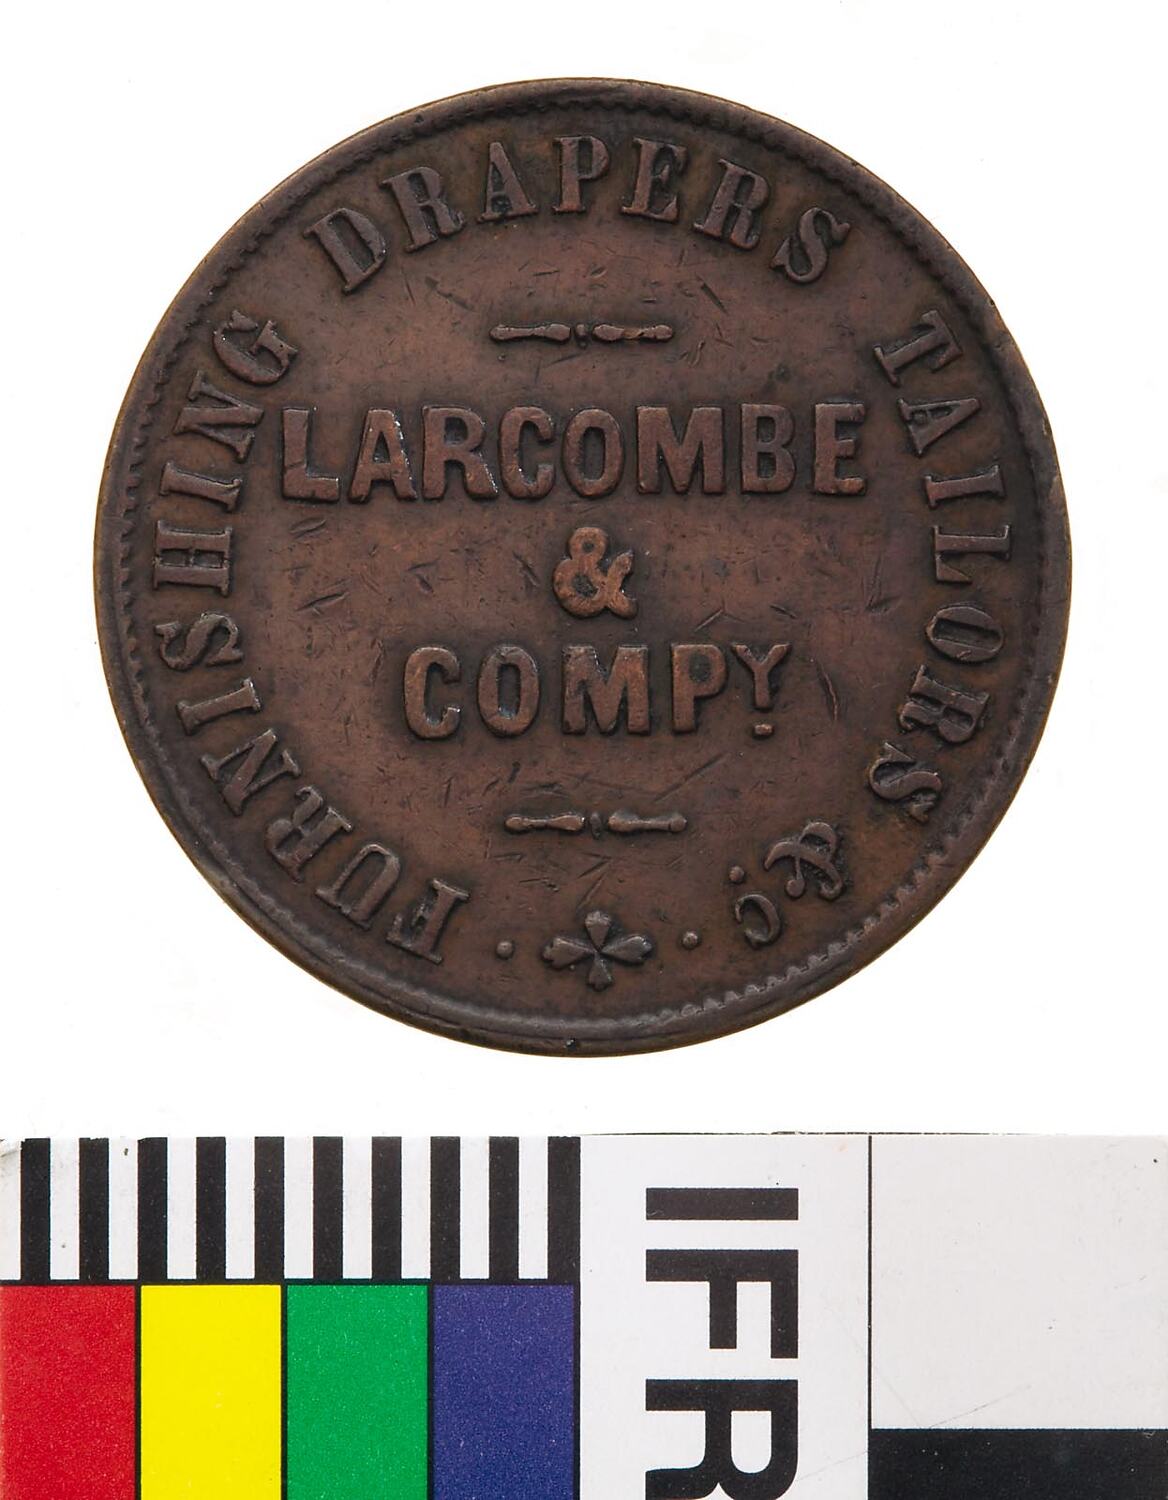 FURNISHING DRAPERS TAILORS &c.
LARCOMBE
&
COMPY.
IFR